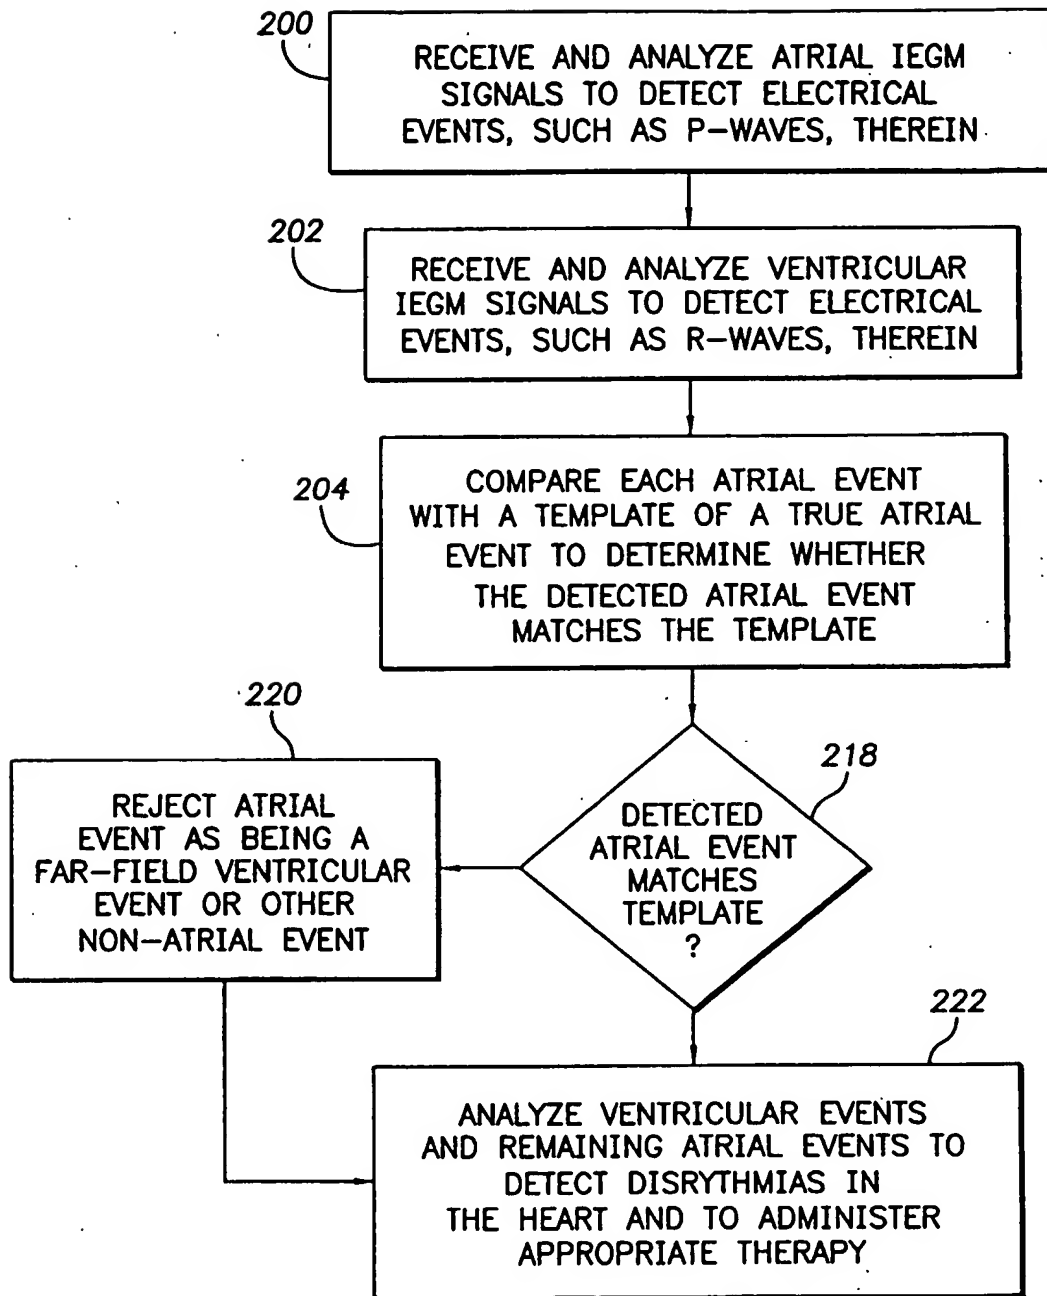 200
RECEIVE AND ANALYZE ATRIAL IEGM
SIGNALS TO DETECT ELECTRICAL
EVENTS, SUCH AS P-WAVES, THEREIN
202
RECEIVE AND ANALYZE VENTRICULAR
IEGM SIGNALS TO DETECT ELECTRICAL
EVENTS, SUCH AS R-WAVES, THEREIN
204
COMPARE EACH ATRIAL EVENT
WITH A TEMPLATE OF A TRUE ATRIAL
EVENT TO DETERMINE WHETHER
THE DETECTED ATRIAL EVENT
MATCHES THE TEMPLATE
218
DETECTED
ATRIAL EVENT
MATCHES
TEMPLATE
?
220
REJECT ATRIAL
EVENT AS BEING A
FAR-FIELD VENTRICULAR
EVENT OR OTHER
NON-ATRIAL EVENT
222
ANALYZE VENTRICULAR EVENTS
AND REMAINING ATRIAL EVENTS TO
DETECT DISRYTHMIAS IN
THE HEART AND TO ADMINISTER
APPROPRIATE THERAPY